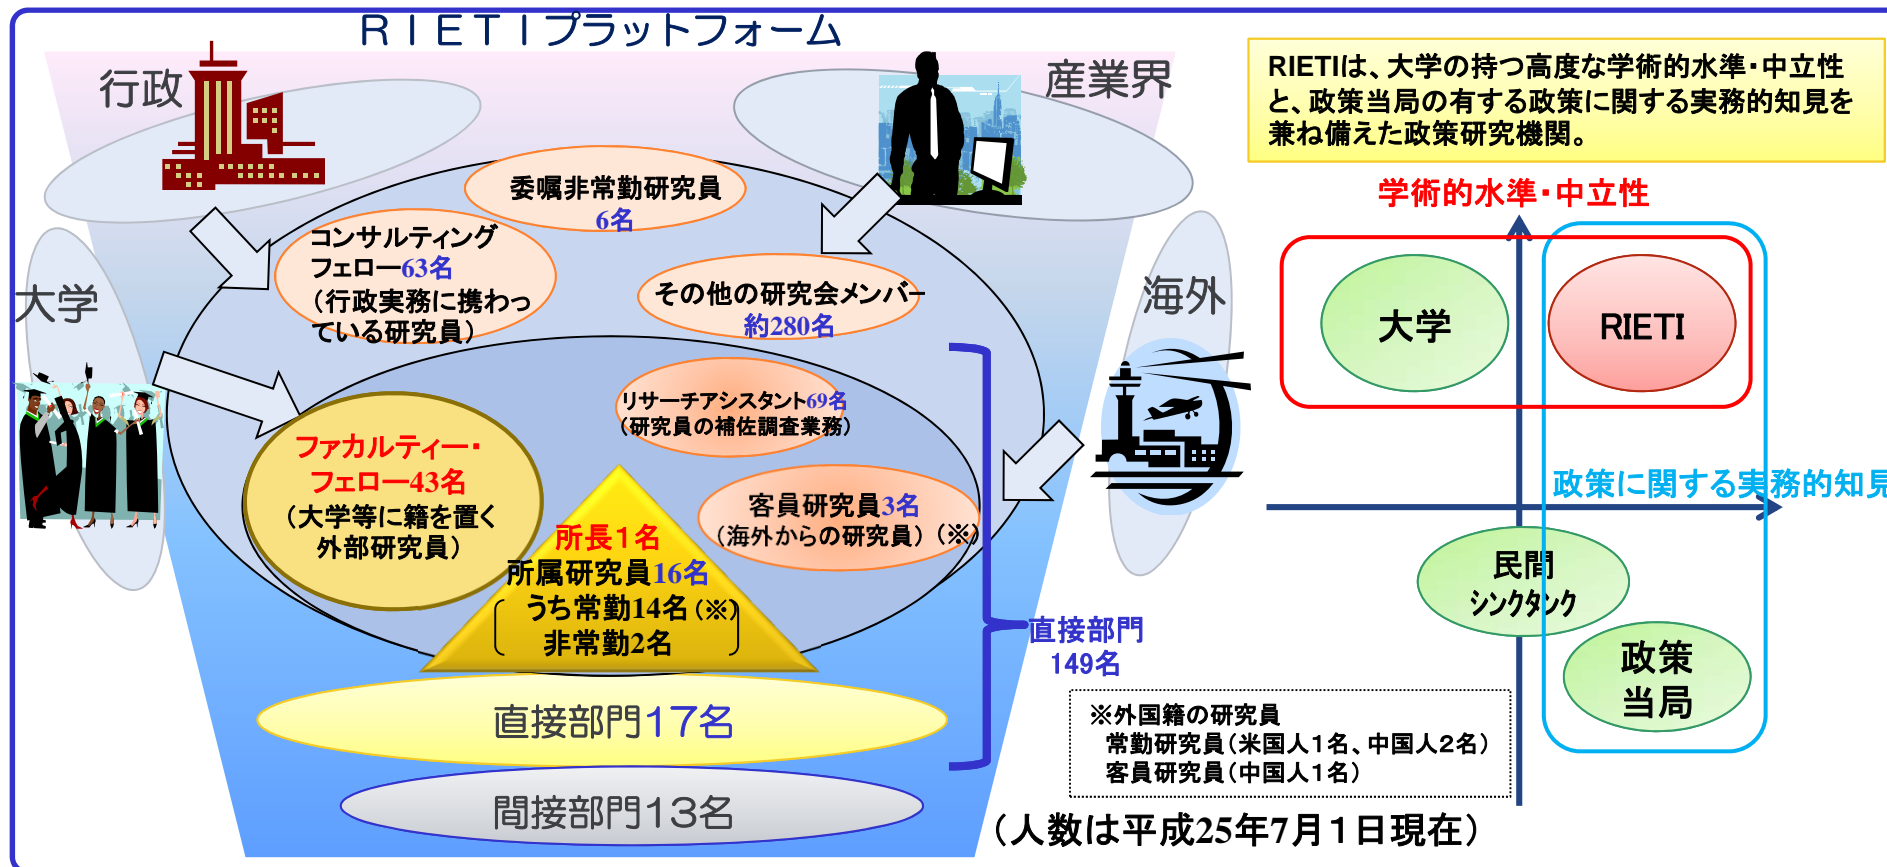 ＲＩＥＴＩプラットフォーム
行政
産業界
大学
海外
委嘱非常勤研究員
6名
コンサルティング
フェロー63名
（行政実務に携わっ
ている研究員）
その他の研究会メンバー
約280名
リサーチアシスタント69名
（研究員の補佐調査業務）
ファカルティー・
フェロー43名
（大学等に籍を置く
外部研究員）
客員研究員3名
（海外からの研究員）（※）
所長１名
所属研究員16名
うち常勤14名（※）
非常勤2名
直接部門１７名
間接部門１３名
直接部門
149名
※外国籍の研究員
常勤研究員（米国人１名、中国人２名）
客員研究員（中国人１名）
（人数は平成25年7月１日現在）
RIETIは、大学の持つ高度な学術的水準・中立性
と、政策当局の有する政策に関する実務的知見を
兼ね備えた政策研究機関。
学術的水準・中立性
大学
RIETI
政策に関する実務的知見
民間
シンクタンク
政策
当局